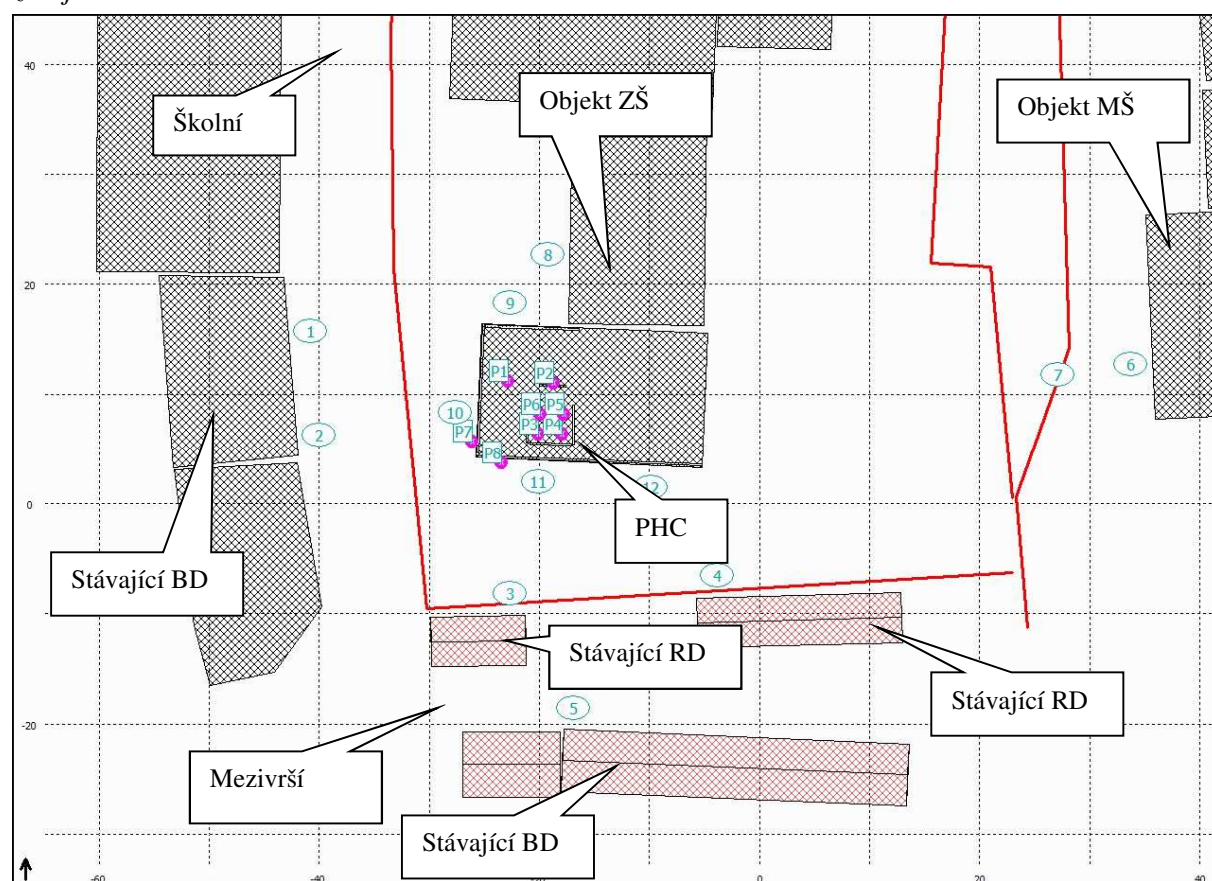 40
Školní
Objekt ZŠ
Objekt MŠ
8
20
9
1
7
6
P1
P2
10
P6
P5
2
P7
P3
P4
P8
11
12
0
PHC
Stávající BD
4
3
Stávající RD
Stávající RD
5
-20
Mezivrší
Stávající BD
-60
-40
0
20
40